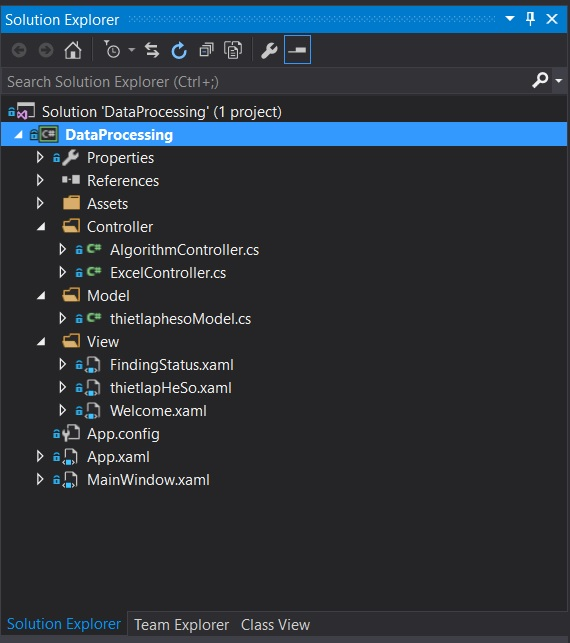 Solution Explorer
Search Solution Explorer (Ctrl+;)
Solution 'DataProcessing' (1 project)
C# DataProcessing
Properties
References
Assets
Controller
C# AlgorithmController.cs
C# ExcelController.cs
Model
C# thietlaphesoModel.cs
View
FindingStatus.xaml
thietlapHeSo.xaml
Welcome.xaml
App.config
App.xaml
MainWindow.xaml
Solution Explorer Team Explorer Class View